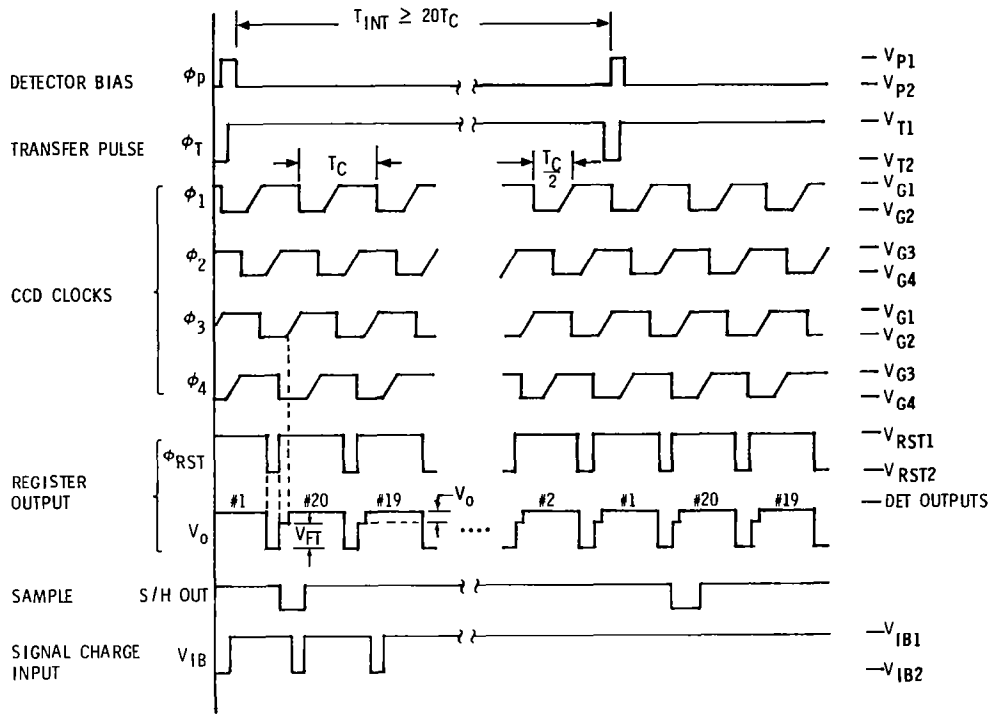 T_INT ≥ 20T_C
DETECTOR BIAS ϕ_P V_P1
V_P2
TRANSFER PULSE ϕ_T V_T1
V_T2
T_C T_C/2
CCD CLOCKS
ϕ_1 V_G1
V_G2
ϕ_2 V_G3
V_G4
ϕ_3 V_G1
V_G2
ϕ_4 V_G3
V_G4
REGISTER OUTPUT
ϕ_RST V_RST1
V_RST2
#1 #20 #19 V_o #2 #1 #20 #19 DET OUTPUTS
V_o V_FT ....
SAMPLE S/H OUT
SIGNAL CHARGE INPUT V_IB V_IB1
V_IB2